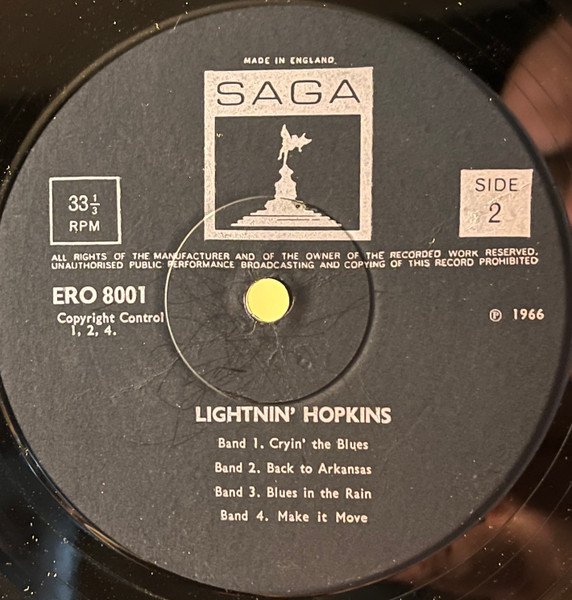 MADE IN ENGLAND
SAGA
33 1/3
RPM
SIDE
2
ALL RIGHTS OF THE MANUFACTURER AND OF THE OWNER OF THE RECORDED WORK RESERVED.
UNAUTHORISED PUBLIC PERFORMANCE BROADCASTING AND COPYING OF THIS RECORD PROHIBITED
ERO 8001
Copyright Control
1, 2, 4.
℗ 1966
LIGHTNIN' HOPKINS
Band 1. Cryin' the Blues
Band 2. Back to Arkansas
Band 3. Blues in the Rain
Band 4. Make it Move